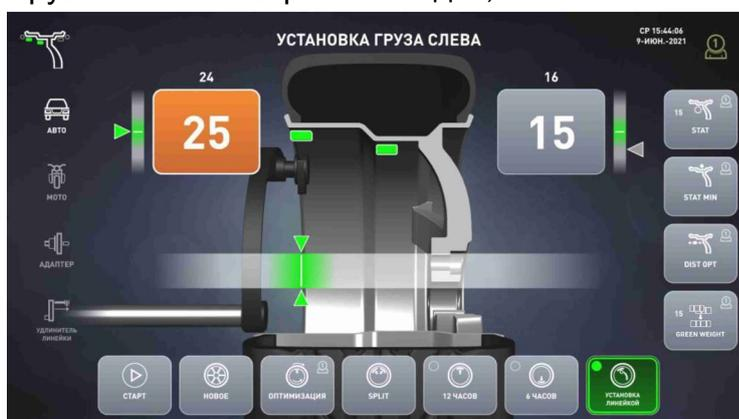 УСТАНОВКА ГРУЗА СЛЕВА
СР 15:44:06
9-ИЮН.-2021
1
24
16
25
15
АВТО
МОТО
АДАПТЕР
УДЛИНИТЕЛЬ
ЛИНЕЙКИ
15
STAT
STAT MIN
DIST OPT
15
GREEN WEIGHT
СТАРТ
НОВОЕ
ОПТИМИЗАЦИЯ
SPLIT
12 ЧАСОВ
6 ЧАСОВ
УСТАНОВКА
ЛИНЕЙКОЙ